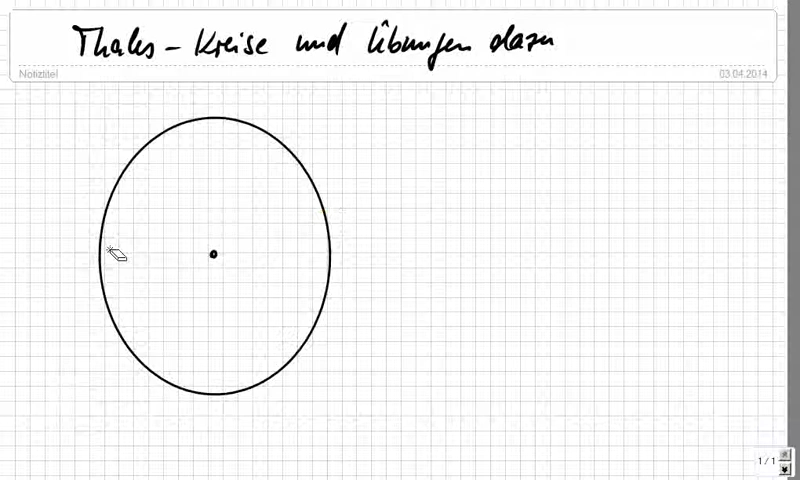 Thales - Kreise und Übungen dazu
Notiztitel
03.04.2014
1/1